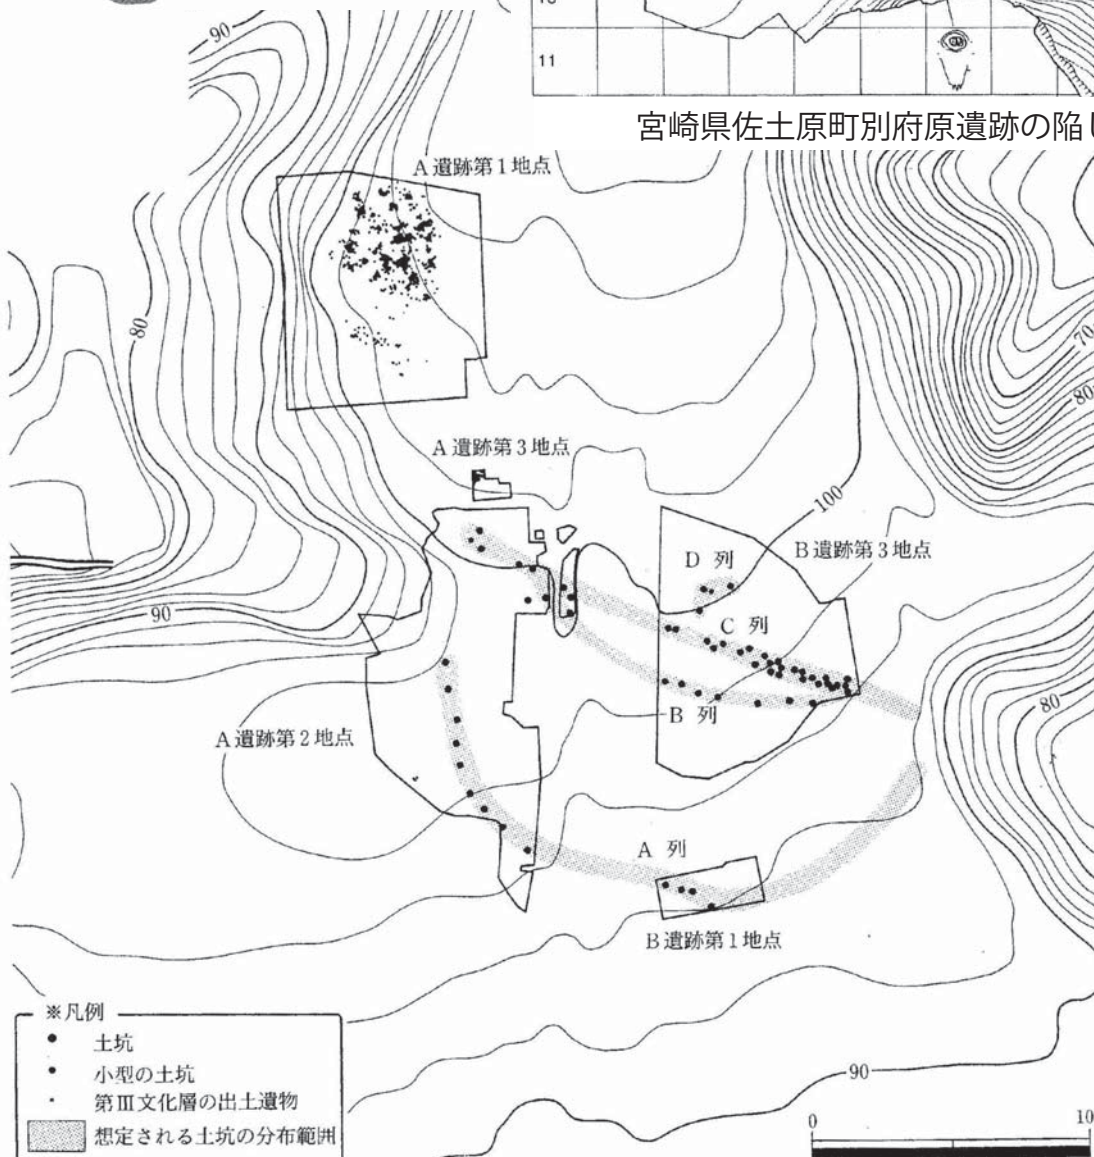 10
11
宮崎県佐土原町別府原遺跡の陥し
90
A遺跡第1地点
80
70
80
A遺跡第3地点
100
B遺跡第3地点
D 列
C 列
90
B 列
80
A遺跡第2地点
A 列
B遺跡第1地点
※凡例
土坑
小型の土坑
第Ⅲ文化層の出土遺物
想定される土坑の分布範囲
90
0
10